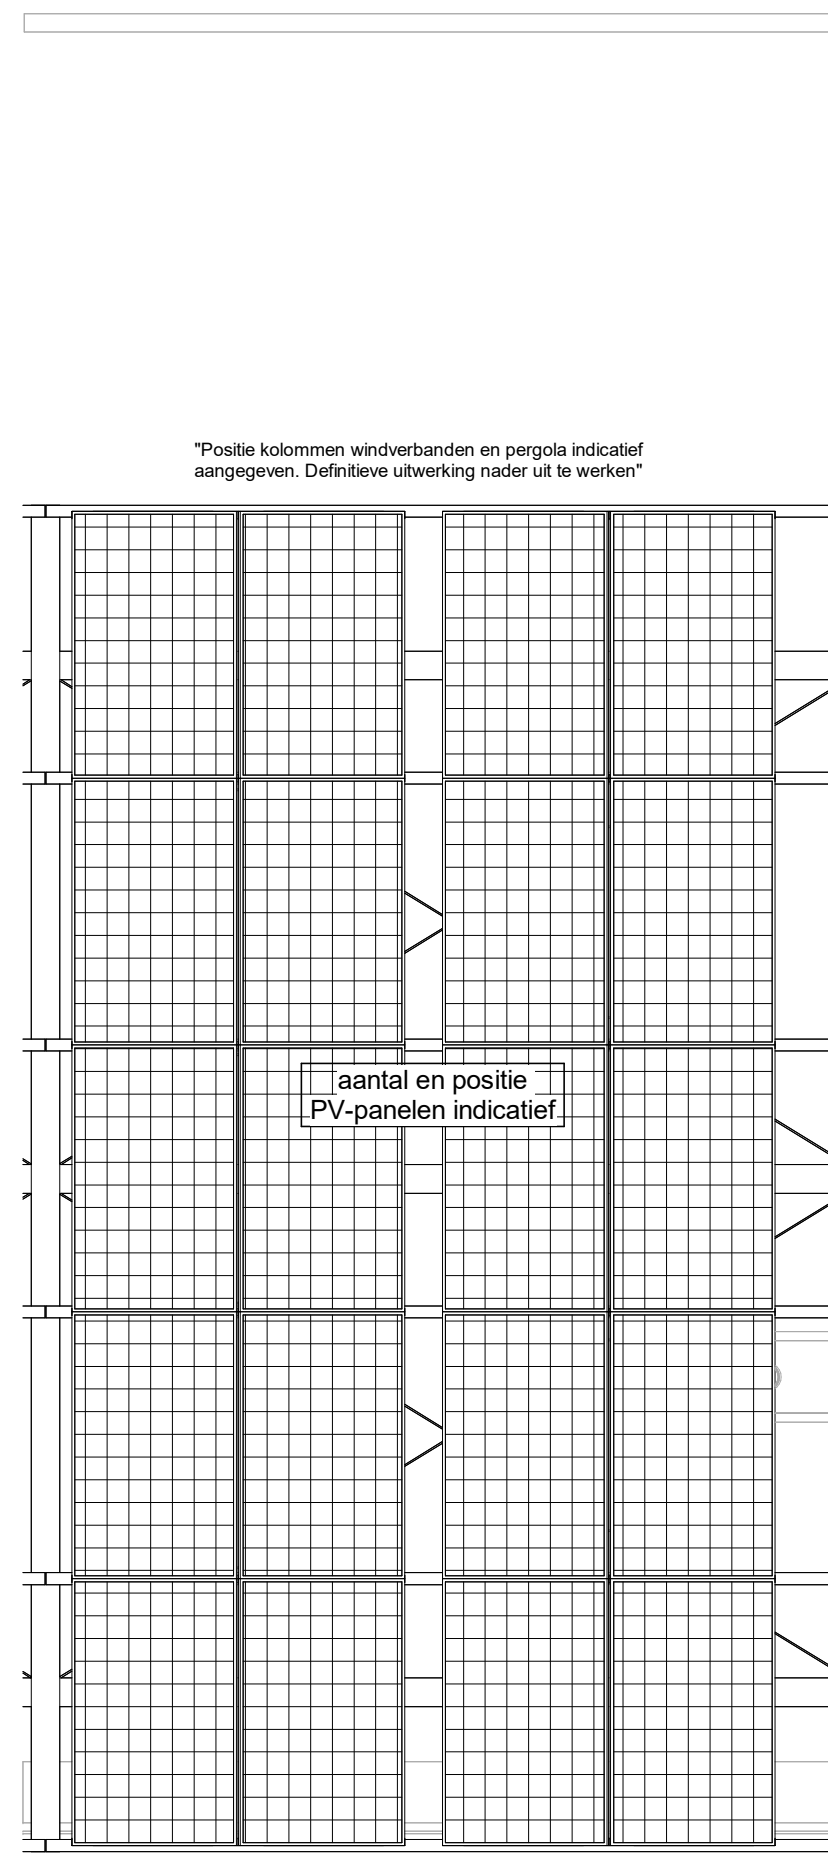 "Positie kolommen windverbanden en pergola indicatief
aangegeven. Definitieve uitwerking nader uit te werken"
aantal en positie
PV-panelen indicatief